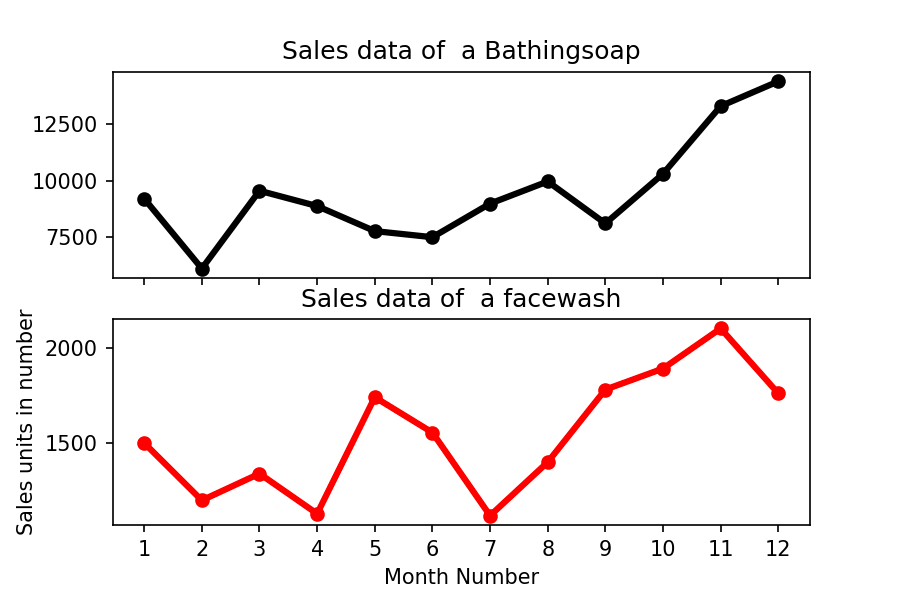 Sales data of  a Bathingsoap
12500
10000
7500
Sales data of  a facewash
Sales units in number
2000
1500
1 2 3 4 5 6 7 8 9 10 11 12
Month Number